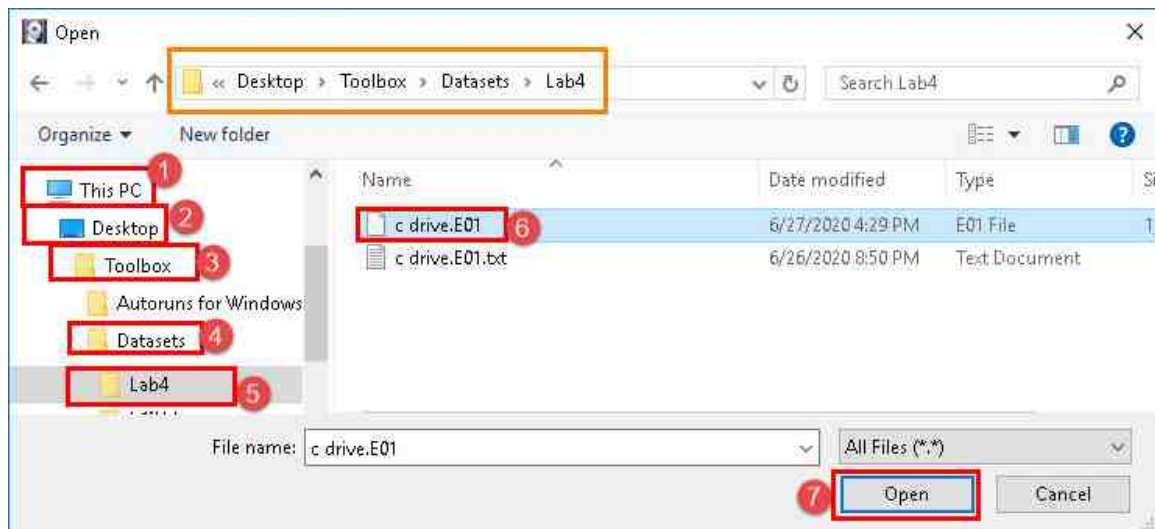 Open
« Desktop > Toolbox > Datasets > Lab4
Search Lab4
Organize
New folder
1
This PC
2
Desktop
3
Toolbox
Autoruns for Windows
4
Datasets
5
Lab4
Name
Date modified
Type
c drive.E01
6
6/27/2020 4:29 PM
E01 File
c drive.E01.txt
6/26/2020 8:50 PM
Text Document
File name:
c drive.E01
All Files (*.*)
7
Open
Cancel